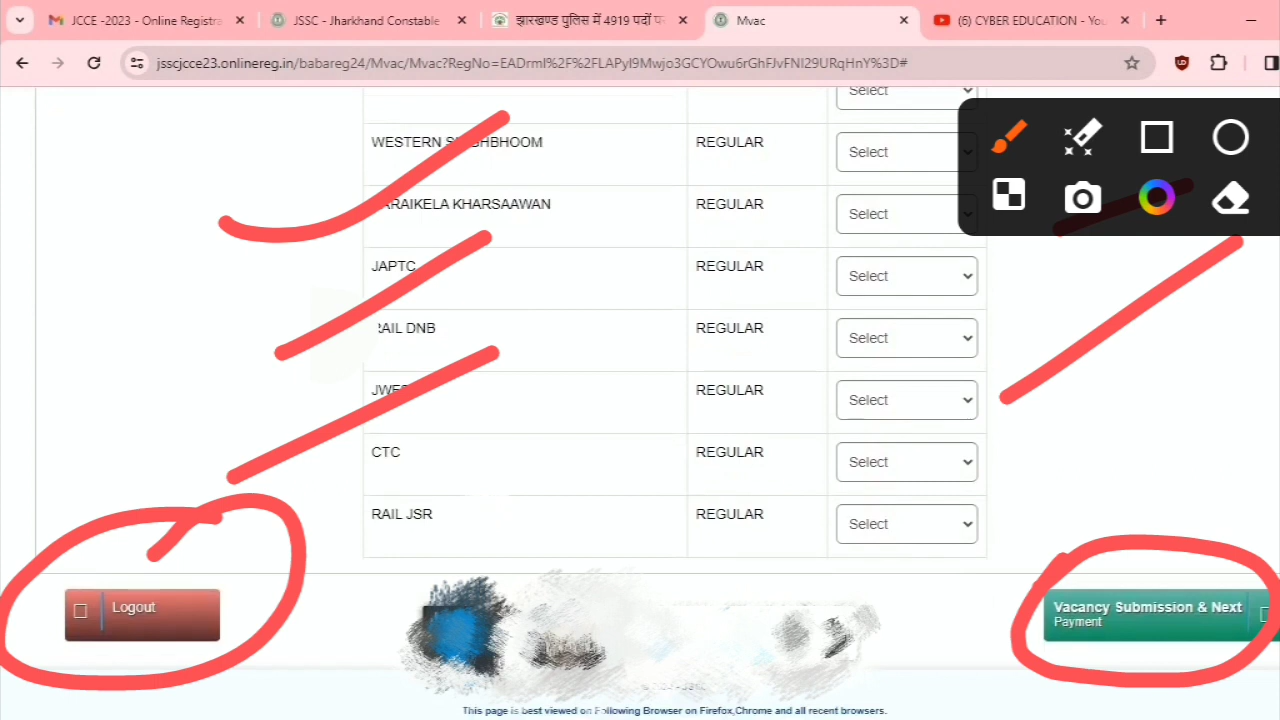 JCCE -2023 - Online Registra
JSSC - Jharkhand Constable
झारखण्ड पुलिस में 4919 पदों
Mvac
(6) CYBER EDUCATION - You
jsscjcce23.onlinereg.in/babareg24/Mvac/Mvac?RegNo=EADrmI%2F%2FLAPyI9Mwjo3GCYOwu6rGhFJvFNI29URqHnY%3D#
Select
WESTERN REGULAR Select
KHARSAAWAN REGULAR Select
JAPTC REGULAR Select
RAIL DNB REGULAR Select
REGULAR Select
CTC REGULAR Select
RAIL JSR REGULAR Select
Logout
Vacancy Submission & Next
Payment
This page is best viewed on Following Browser on Firefox,Chrome and all recent browsers.